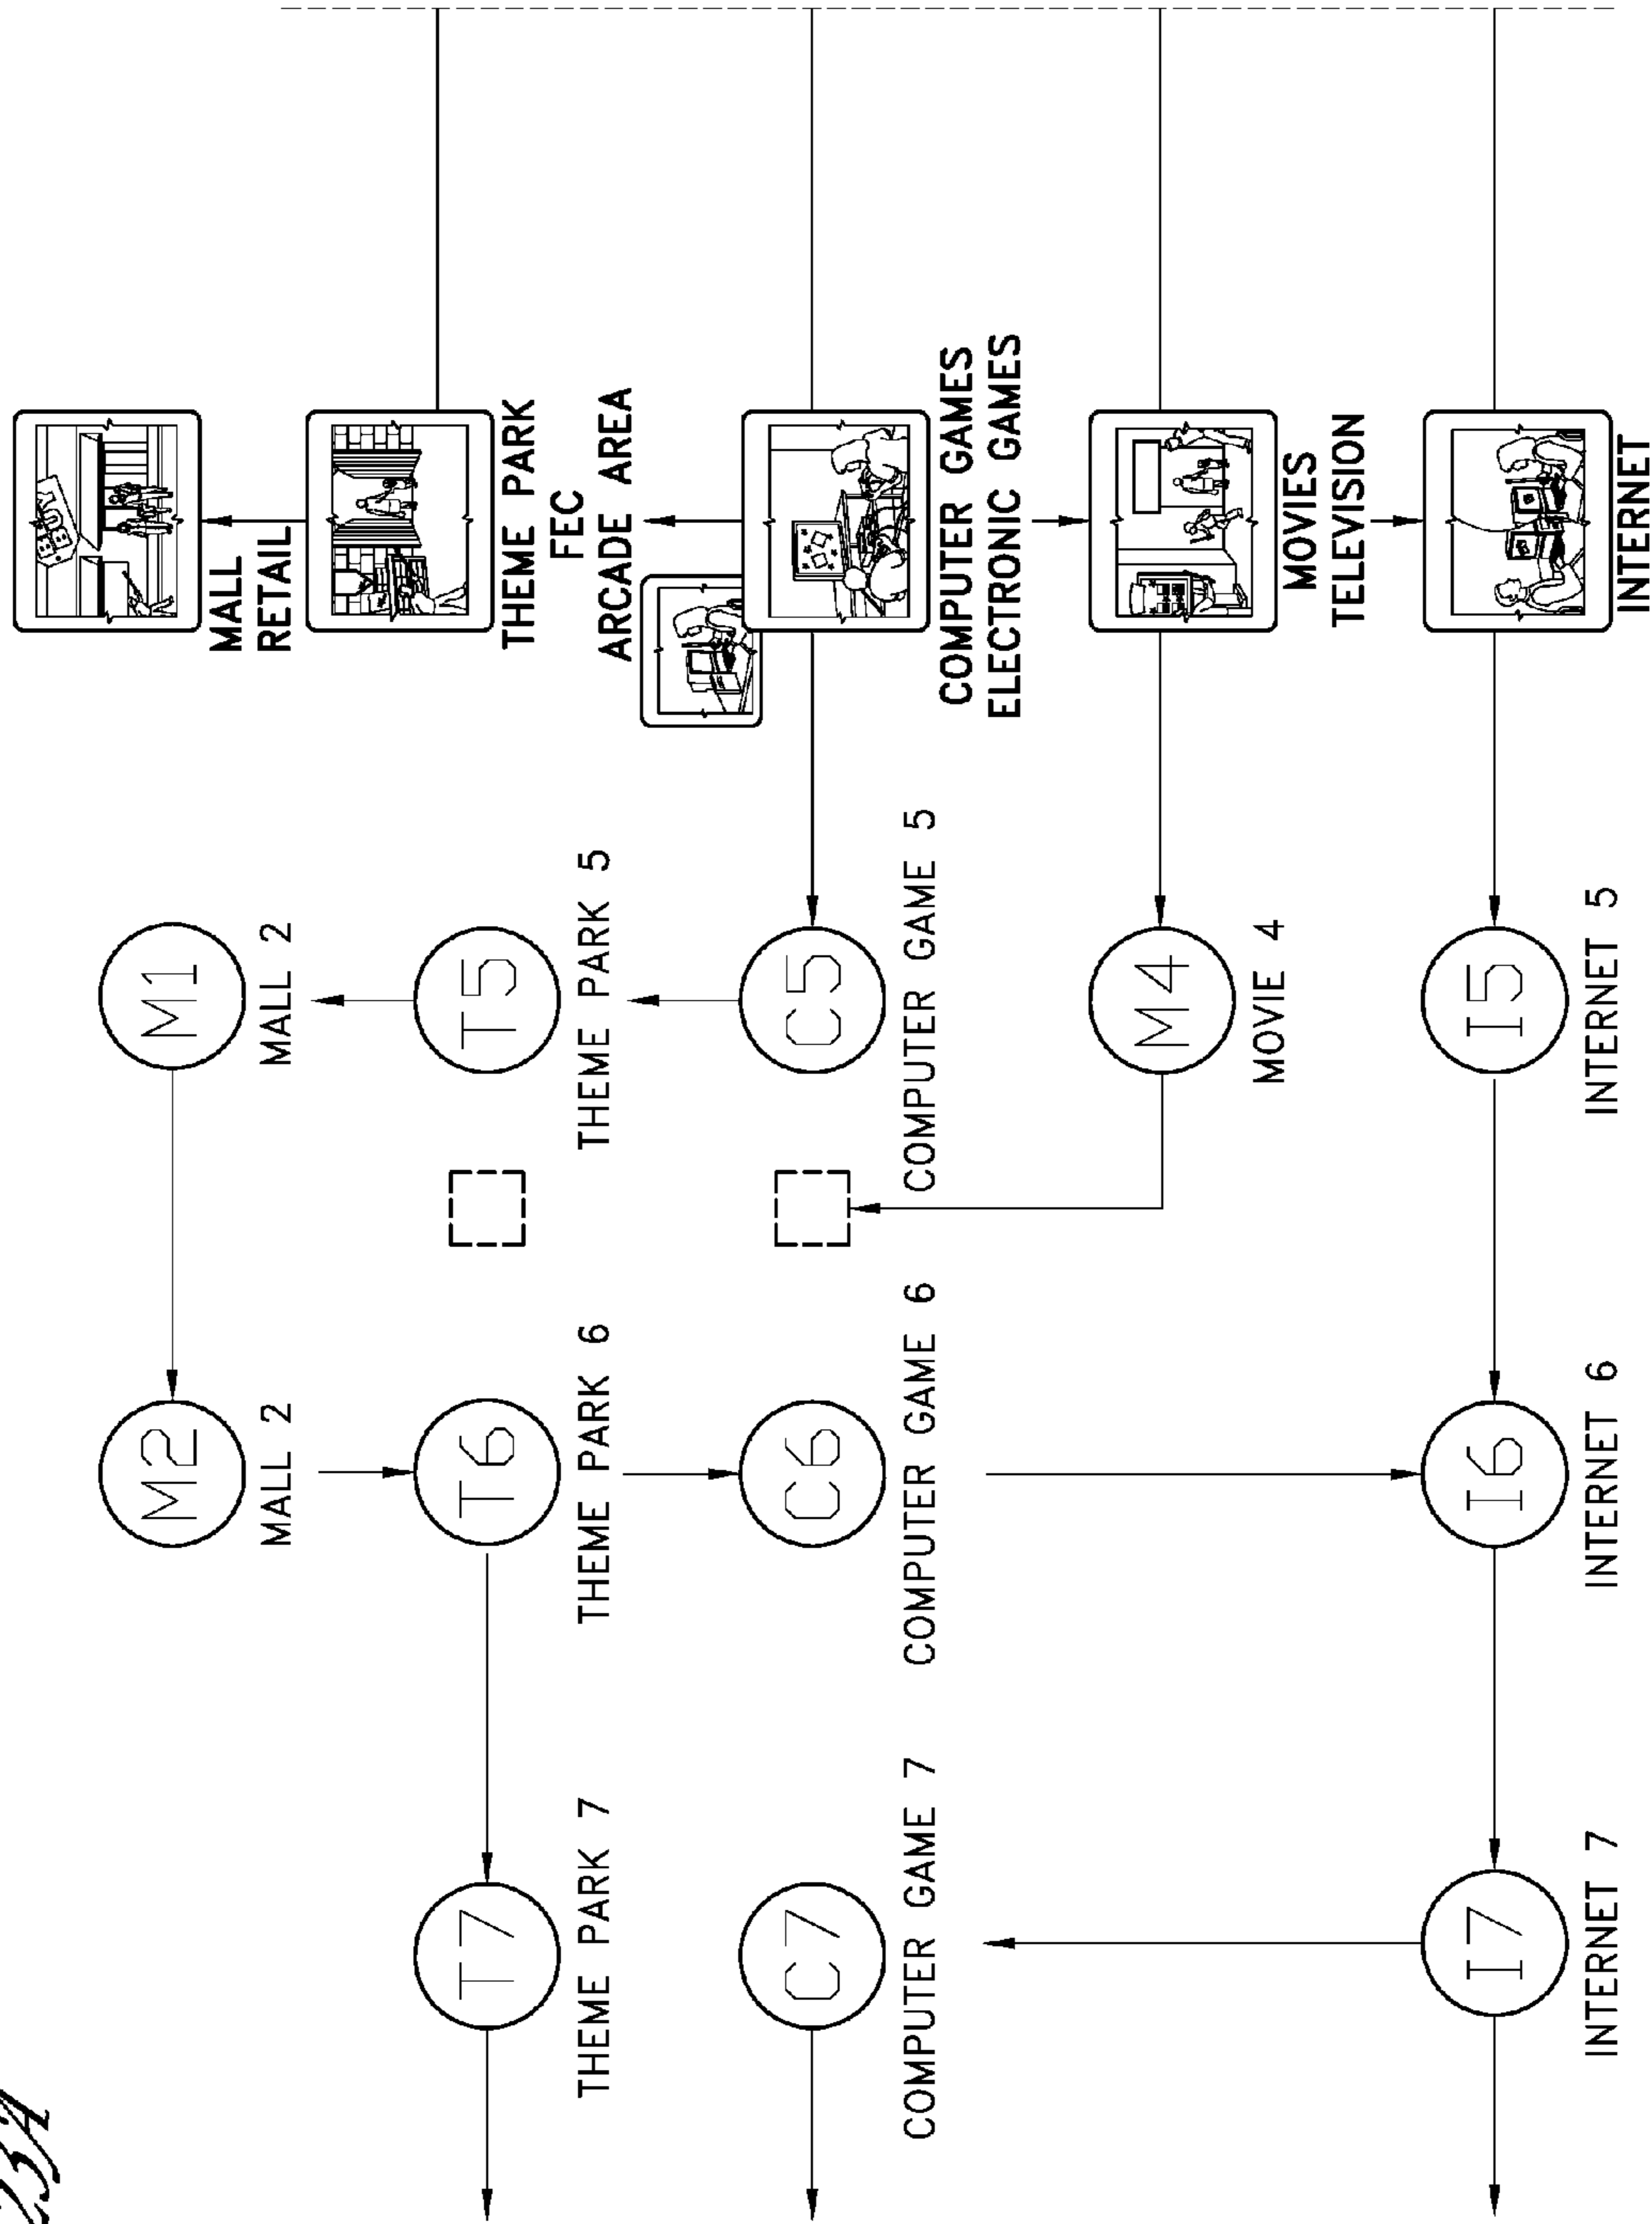 23A
M2
M1
MALL 2
MALL 2
MALL
RETAIL
T7
T6
T5
THEME PARK 7
THEME PARK 6
THEME PARK 5
THEME PARK
FEC
ARCADE AREA
C7
C6
C5
COMPUTER GAME 7
COMPUTER GAME 6
COMPUTER GAME 5
COMPUTER GAMES
ELECTRONIC GAMES
M4
MOVIE 4
MOVIES
TELEVISION
I7
I6
I5
INTERNET 7
INTERNET 6
INTERNET 5
INTERNET